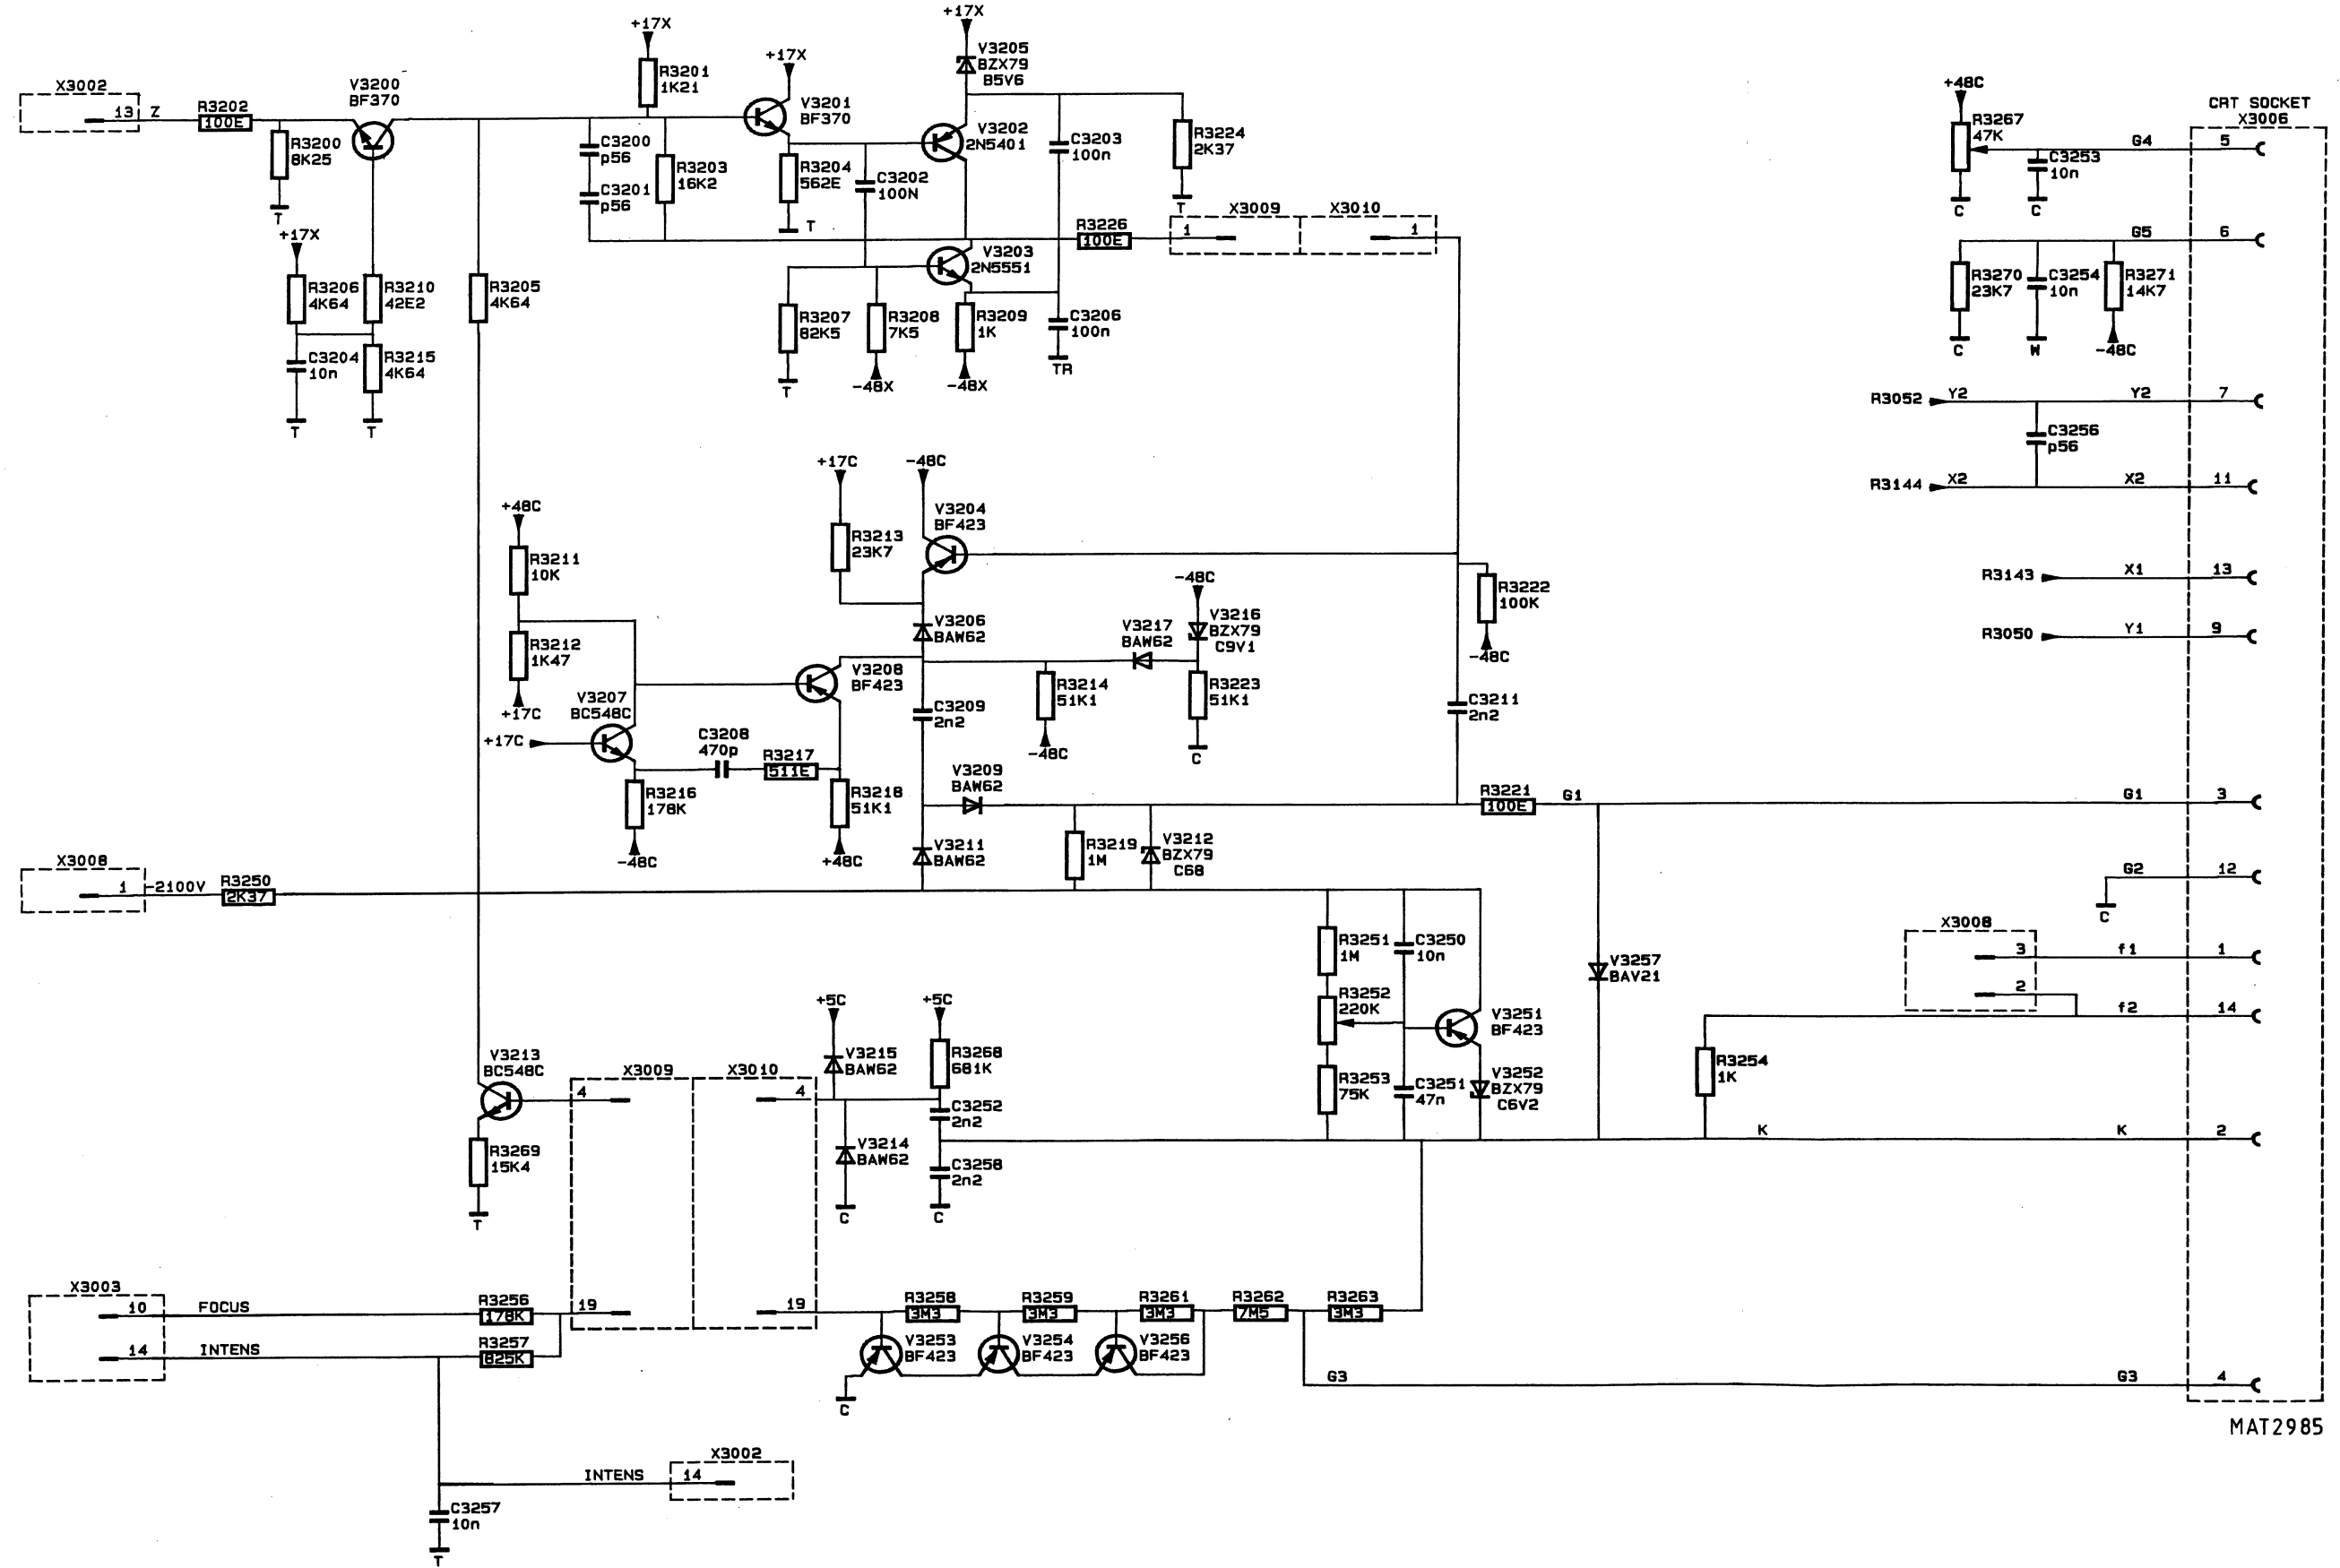 +17X
+17X
+17X
V3205
BZX79
B5V6
X3002
13
Z
R3202
100E
V3200
BF370
R3201
1K21
V3201
BF370
R3200
8K25
T
C3200
p56
C3201
p56
R3203
16K2
R3204
562E
T
C3202
100N
V3202
2N5401
C3203
100n
R3224
2K37
T
+17X
R3206
4K64
R3210
42E2
C3204
10n
R3215
4K64
T
T
R3205
4K64
V3203
2N5551
R3226
100E
X3009
X3010
1
1
R3207
82K5
T
R3208
7K5
-48X
R3209
1K
-48X
C3206
100n
TR
+48C
R3267
47K
C
C3253
10n
C
G4
5
CRT SOCKET
X3006
G5
6
R3270
23K7
C
C3254
10n
W
R3271
14K7
-48C
R3052
Y2
Y2
7
C3256
p56
R3144
X2
X2
11
R3143
X1
13
R3050
Y1
9
+17C
-48C
R3213
23K7
V3204
BF423
+48C
R3211
10K
R3212
1K47
+17C
V3206
BAW62
V3208
BF423
V3207
BC548C
+17C
C3208
470p
R3217
511E
R3216
178K
-48C
R3218
51K1
+48C
C3209
2n2
R3214
51K1
-48C
V3217
BAW62
-48C
V3216
BZX79
C9V1
R3223
51K1
C
R3222
100K
-48C
C3211
2n2
V3209
BAW62
V3211
BAW62
R3219
1M
V3212
BZX79
C68
R3221
100E
G1
G1
3
X3008
1
-2100V
R3250
2K37
G2
12
C
X3008
3
f1
1
2
f2
14
R3251
1M
R3252
220K
R3253
75K
C3250
10n
C3251
47n
V3251
BF423
V3252
BZX79
C6V2
V3257
BAV21
R3254
1K
K
K
2
V3213
BC548C
R3269
15K4
T
X3009
X3010
4
4
+5C
+5C
V3215
BAW62
V3214
BAW62
C
R3268
681K
C3252
2n2
C3258
2n2
C
X3003
10
FOCUS
R3256
178K
19
19
14
INTENS
R3257
825K
R3258
3M3
R3259
3M3
R3261
3M3
R3262
7M5
R3263
3M3
V3253
BF423
V3254
BF423
V3256
BF423
C
G3
G3
4
MAT2985
X3002
INTENS
14
C3257
10n
T